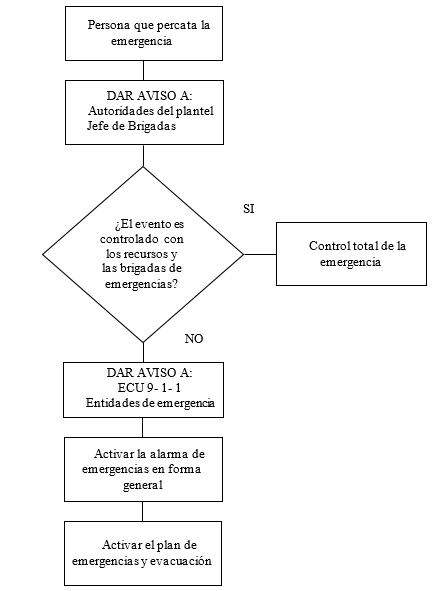 Persona que percata la
emergencia
DAR AVISO A:
Autoridades del plantel
Jefe de Brigadas
¿El evento es
controlado con
los recursos y
las brigadas de
emergencias?
SI
Control total de la
emergencia
NO
DAR AVISO A:
ECU 9- 1- 1
Entidades de emergencia
Activar la alarma de
emergencias en forma
general
Activar el plan de
emergencias y evacuación